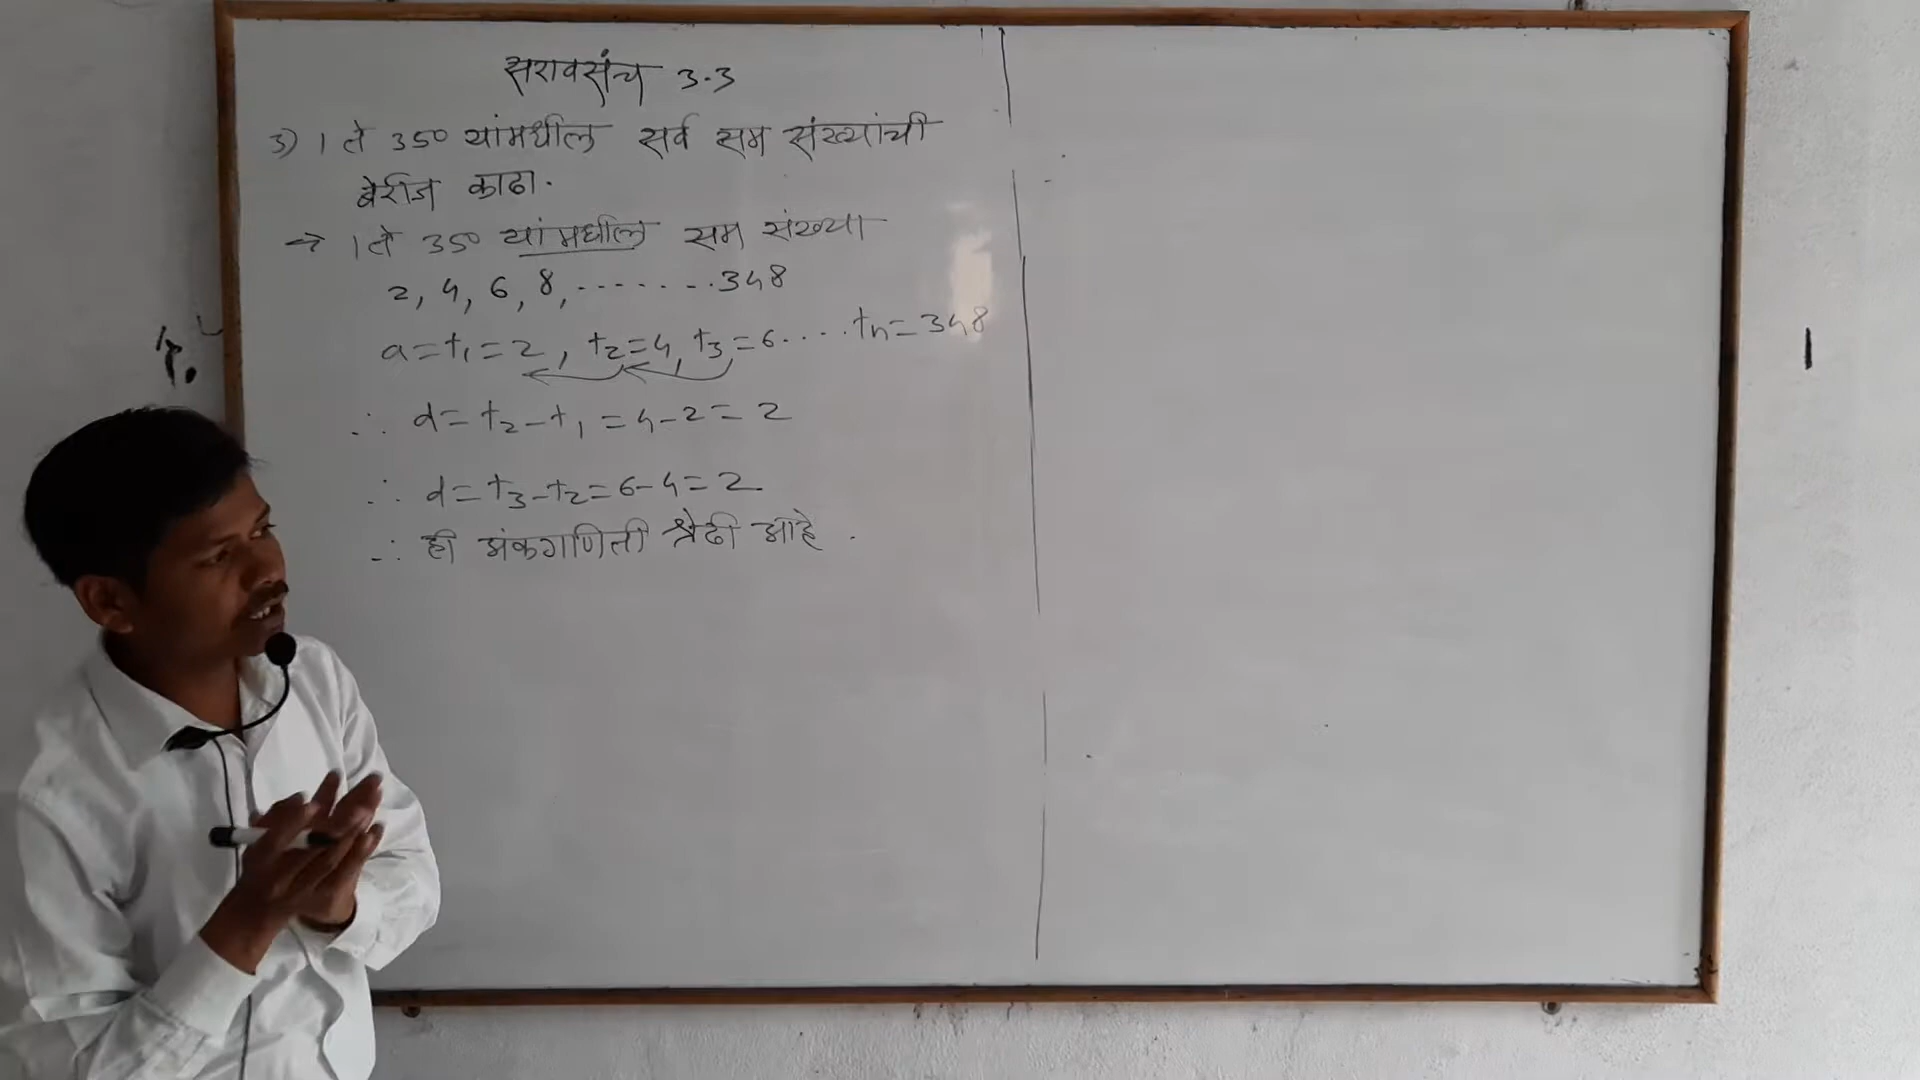 सरावसंच 3.3
3) 1 ते 350 यांमधील सर्व सम संख्यांची
बेरीज काढा.
→ 1 ते 350 यांमधील सम संख्या
2, 4, 6, 8, ........348
a=t₁=2, t₂=4, t₃=6.... tn=348
∴ d=t₂-t₁=4-2=2
∴ d=t₃-t₂=6-4=2
∴ ही अंकगणिती श्रेढी आहे.